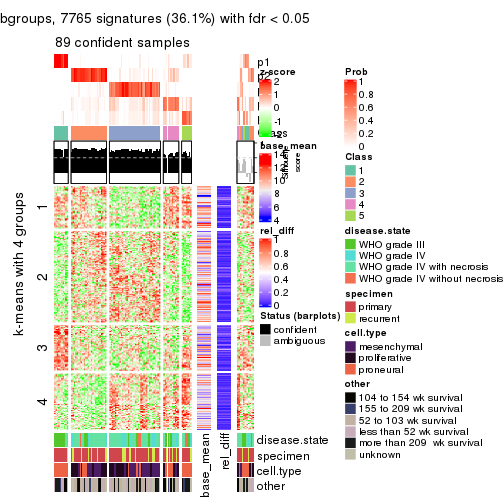 bgroups, 7765 signatures (36.1%) with fdr < 0.05
89 confident samples
p1
z-score
2
1
0
-1
base_mean
14
12
10
8
6
4
Silhouette
score
rel_diff
1
0.8
0.6
0.4
0.2
0
Status (barplots)
confident
ambiguous
Prob
1
0.8
0.6
0.4
0.2
0
Class
1
2
3
4
5
disease.state
WHO grade III
WHO grade IV
WHO grade IV with necrosis
WHO grade IV without necrosis
specimen
primary
recurrent
cell.type
mesenchymal
proliferative
proneural
other
104 to 154 wk survival
155 to 209 wk survival
52 to 103 wk survival
less than 52 wk survival
more than 209  wk survival
unknown
k-means with 4 groups
1
2
3
4
disease.state
specimen
cell.type
other
base_mean
rel_diff